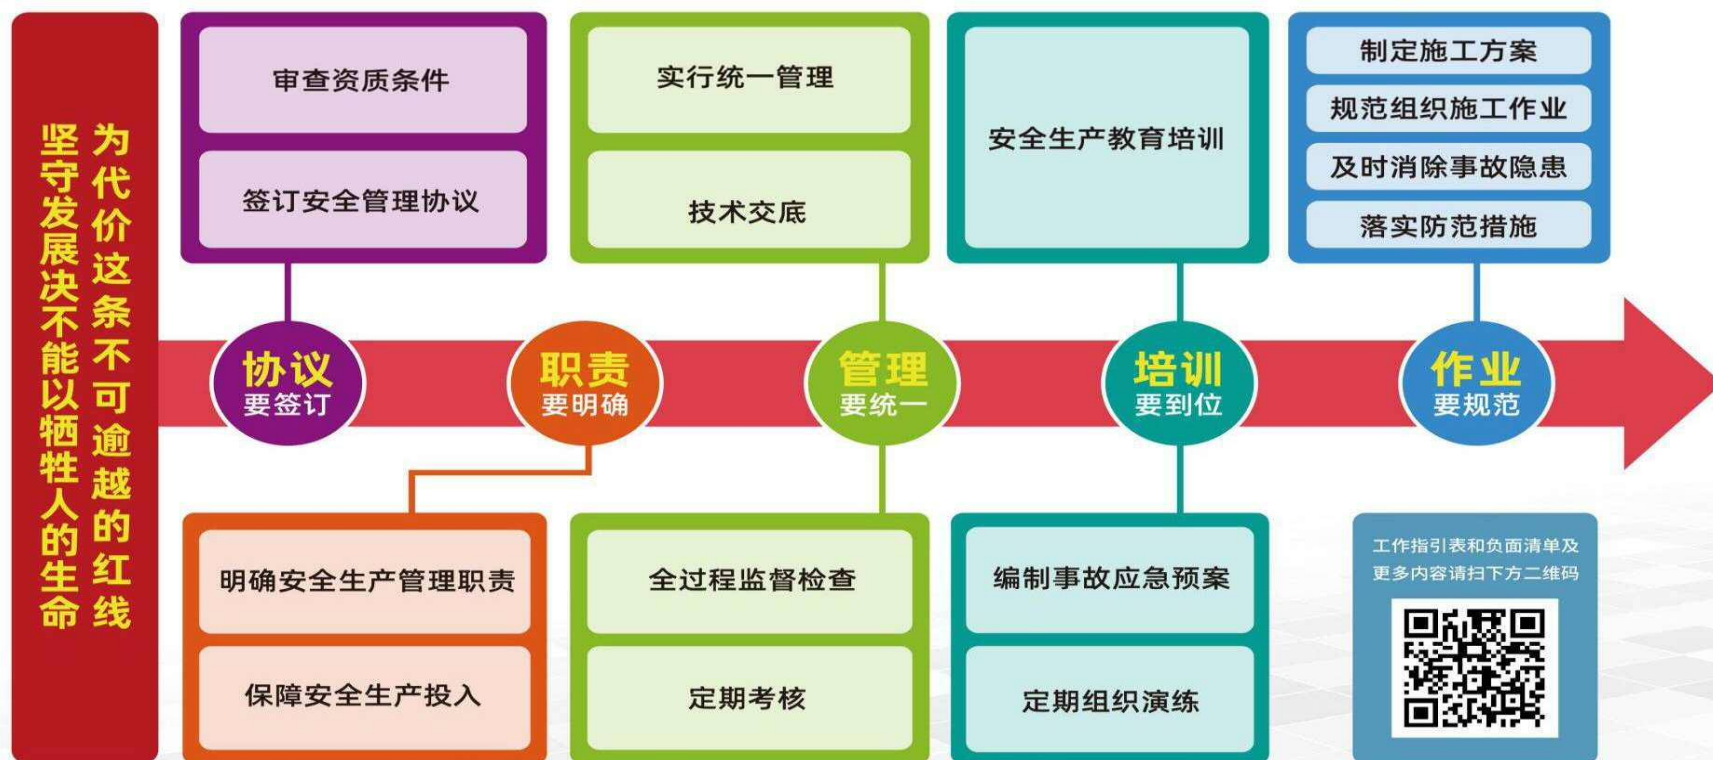 坚守发展决不能以牺牲人的生命
为代价这条不可逾越的红线
审查资质条件
签订安全管理协议
实行统一管理
技术交底
安全生产教育培训
制定施工方案
规范组织施工作业
及时消除事故隐患
落实防范措施
协议
要签订
职责
要明确
管理
要统一
培训
要到位
作业
要规范
明确安全生产管理职责
保障安全生产投入
全过程监督检查
定期考核
编制事故应急预案
定期组织演练
工作指引表和负面清单及
更多内容请扫下方二维码